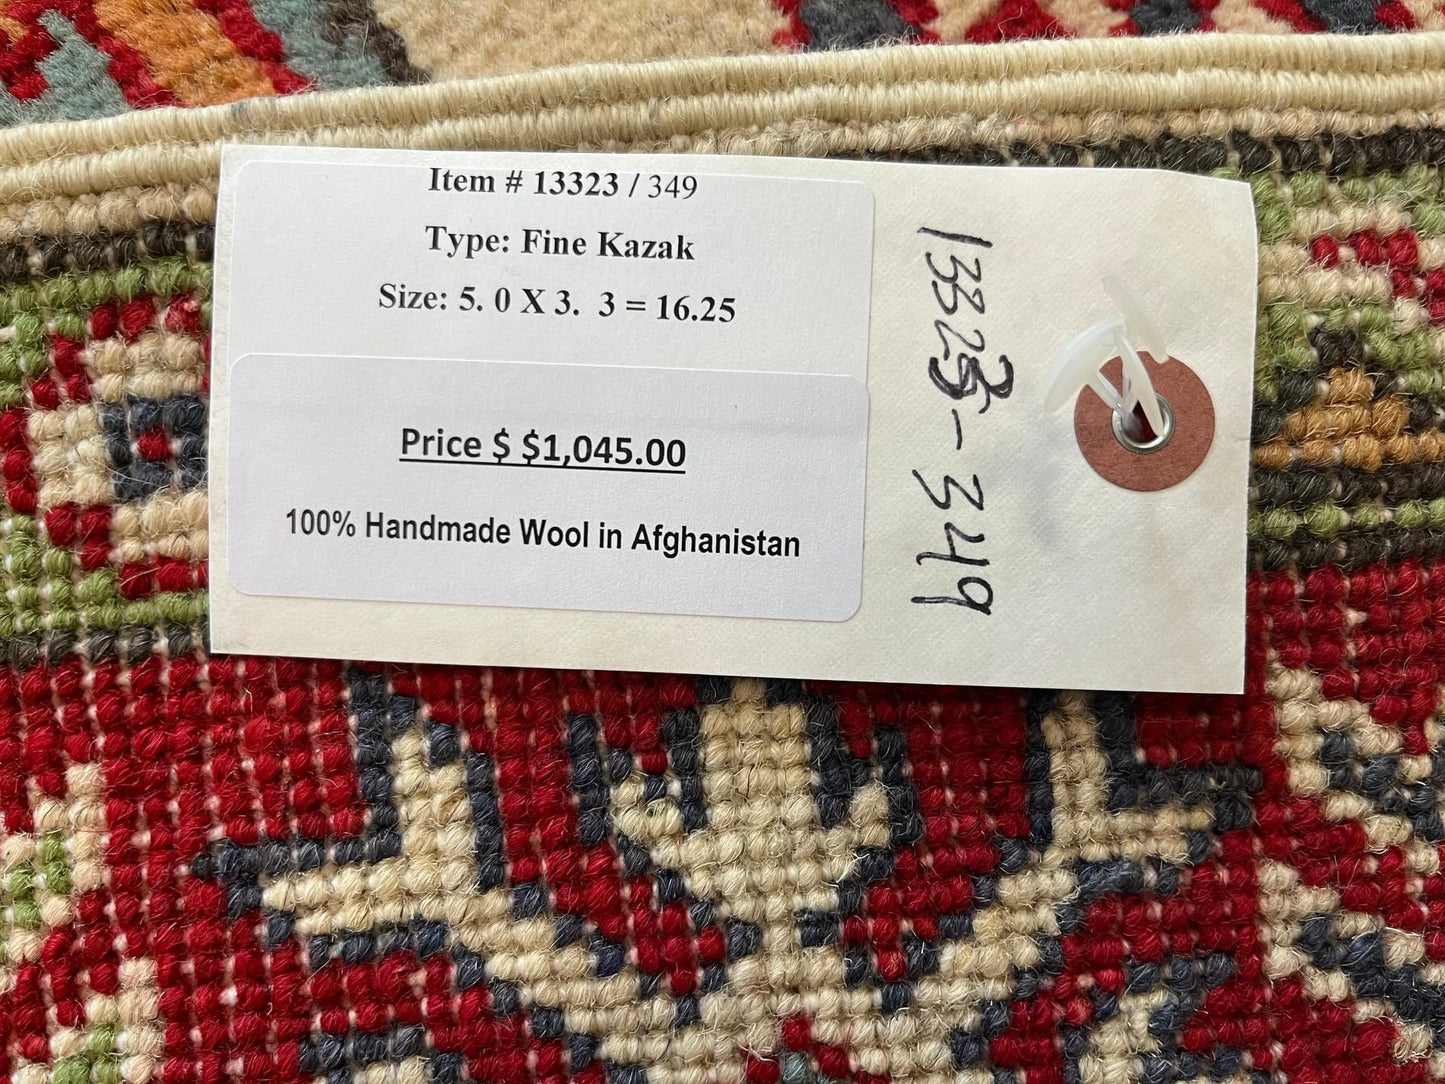 Item # 13323 / 349
Type: Fine Kazak
Size: 5. 0 X 3. 3 = 16.25
Price $ $1,045.00
100% Handmade Wool in Afghanistan
13323-349